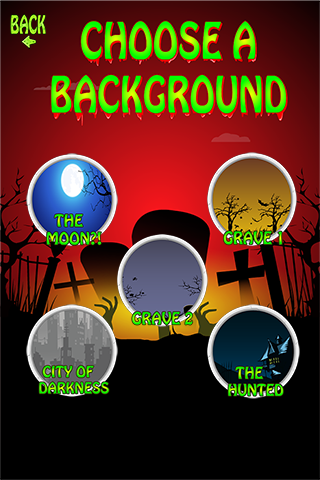 BACK
CHOOSE A
BACKGROUND
THE
MOON?!
GRAVE 1
GRAVE 2
CITY OF
DARKNESS
THE
HUNTED